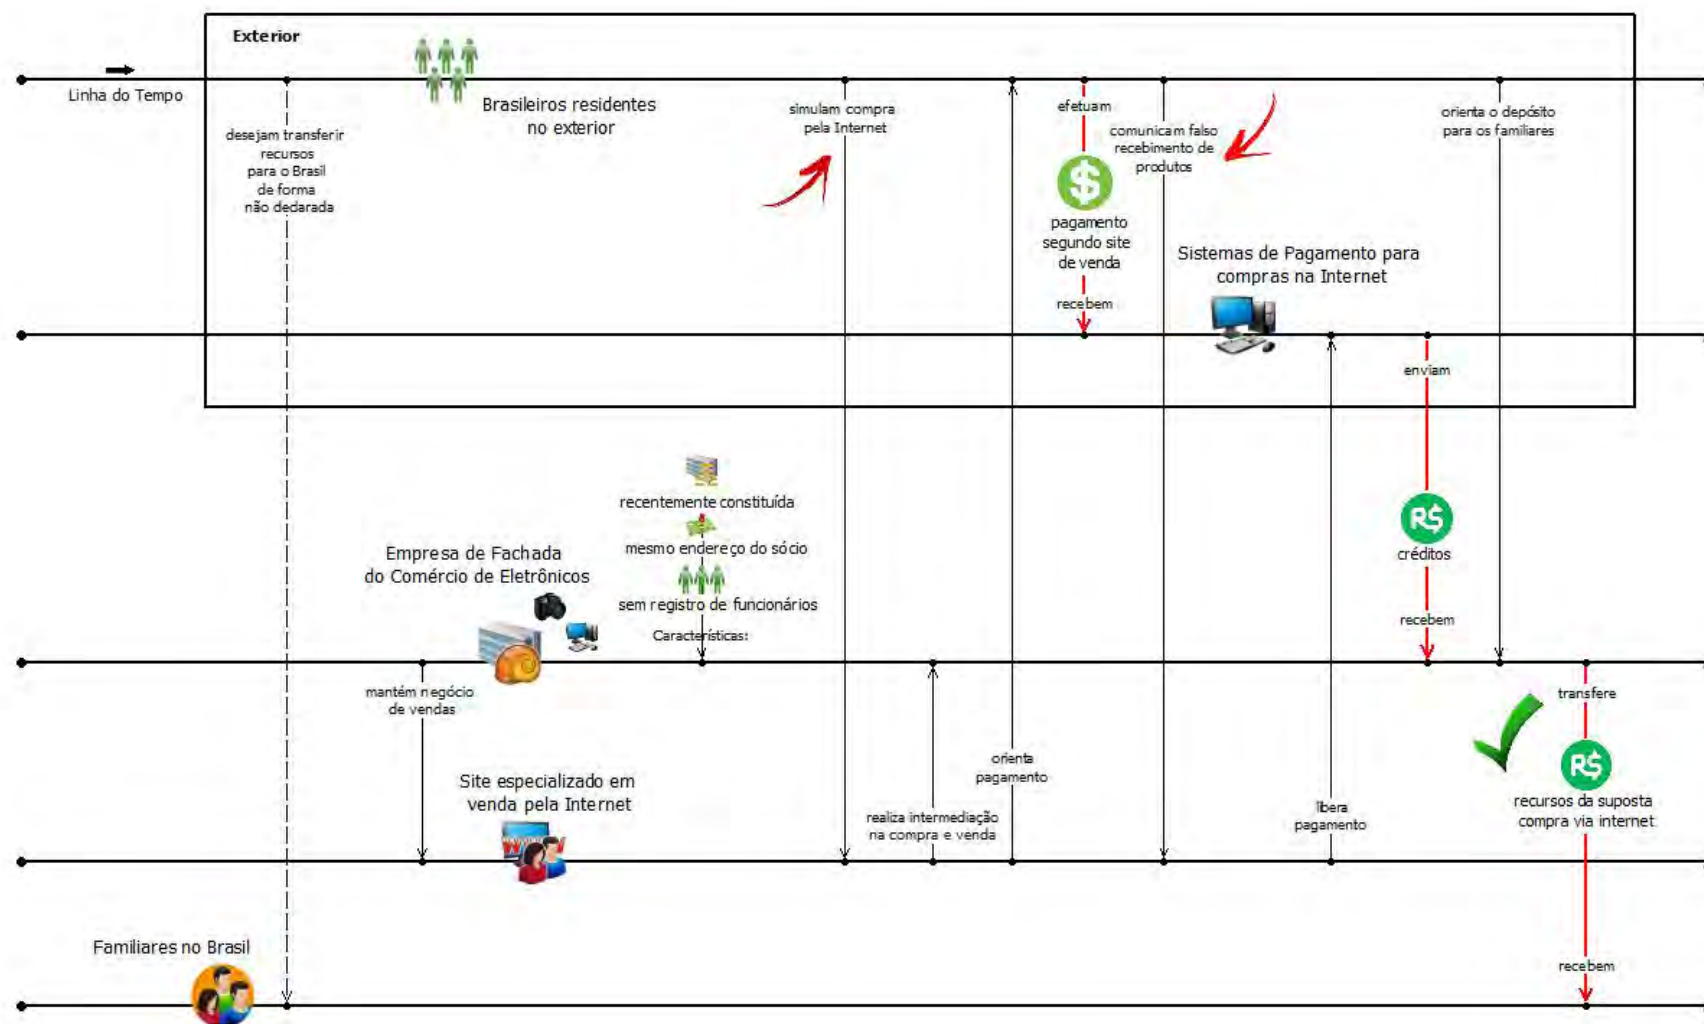 Exterior
Linha do Tempo
Brasileiros residentes
no exterior
desejam transferir
recursos
para o Brasil
de forma
não declarada
simulam compra
pela Internet
efetuam
pagamento
segundo site
de venda
recebem
comunicam falso
recebimento de
produtos
orienta o depósito
para os familiares
Sistemas de Pagamento para
compras na Internet
enviam
R$
créditos
recebem
recentemente constituída
mesmo endereço do sócio
sem registro de funcionários
Características:
Empresa de Fachada
do Comércio de Eletrônicos
mantém negócio
de vendas
Site especializado em
venda pela Internet
realiza intermediação
na compra e venda
orienta
pagamento
libera
pagamento
transfere
R$
recursos da suposta
compra via internet
recebem
Familiares no Brasil